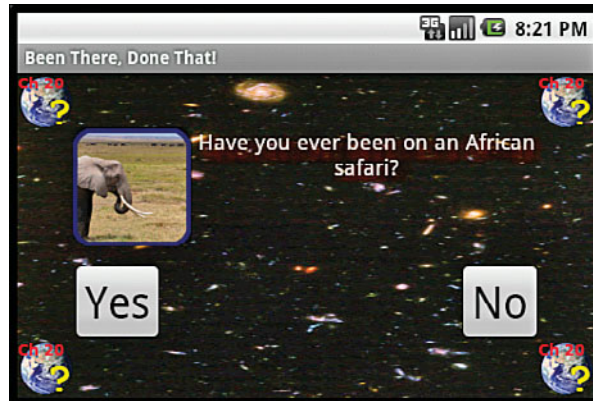 3G 8:21 PM
Been There, Done That!
Ch 20 Ch 20
? ?
Have you ever been on an African
safari?
Yes No
Ch 20 Ch 20
? ?